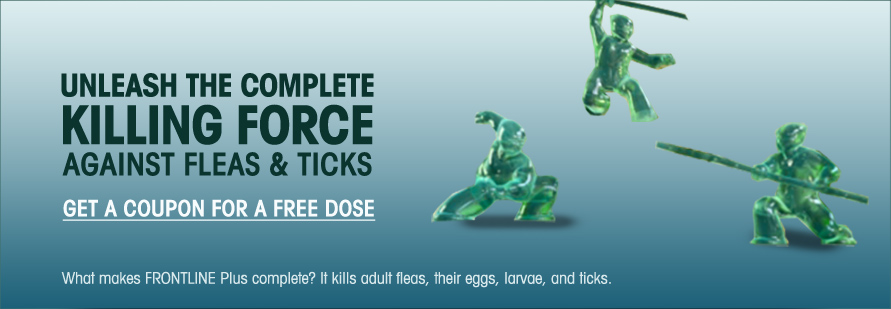 UNLEASH THE COMPLETE
KILLING FORCE
AGAINST FLEAS & TICKS
GET A COUPON FOR A FREE DOSE
What makes FRONTLINE Plus complete? It kills adult fleas, their eggs, larvae, and ticks.